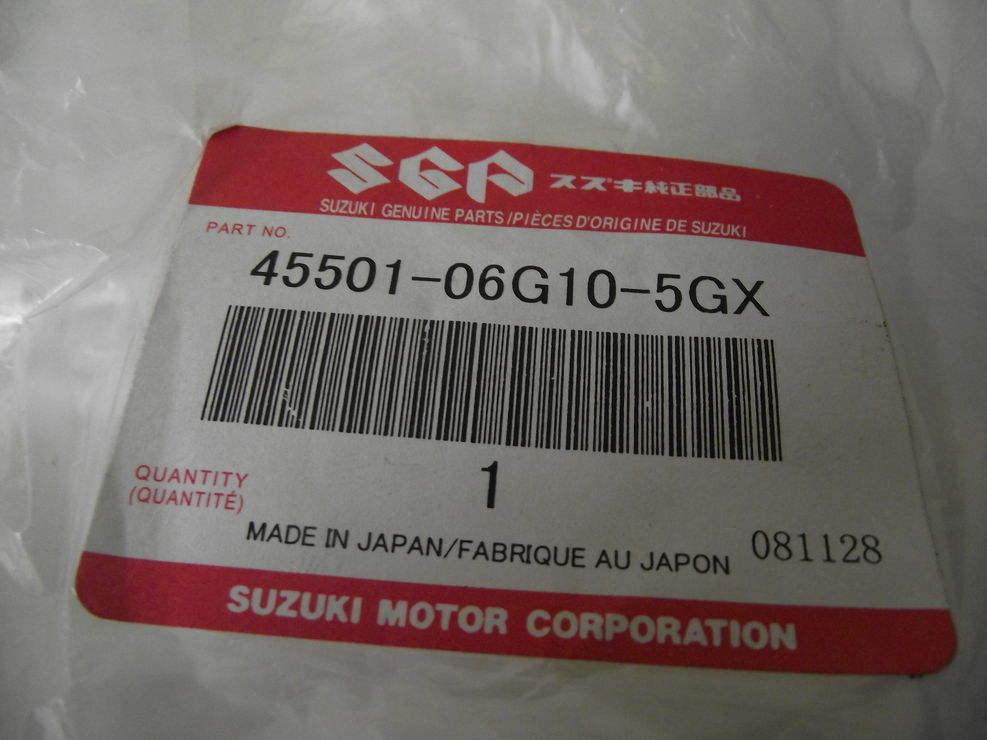 SGP スズキ純正部品
SUZUKI GENUINE PARTS/PIÈCES D'ORIGINE DE SUZUKI
PART NO.
45501-06G10-5GX
1
QUANTITY
(QUANTITÉ)
MADE IN JAPAN/FABRIQUE AU JAPON 081128
SUZUKI MOTOR CORPORATION